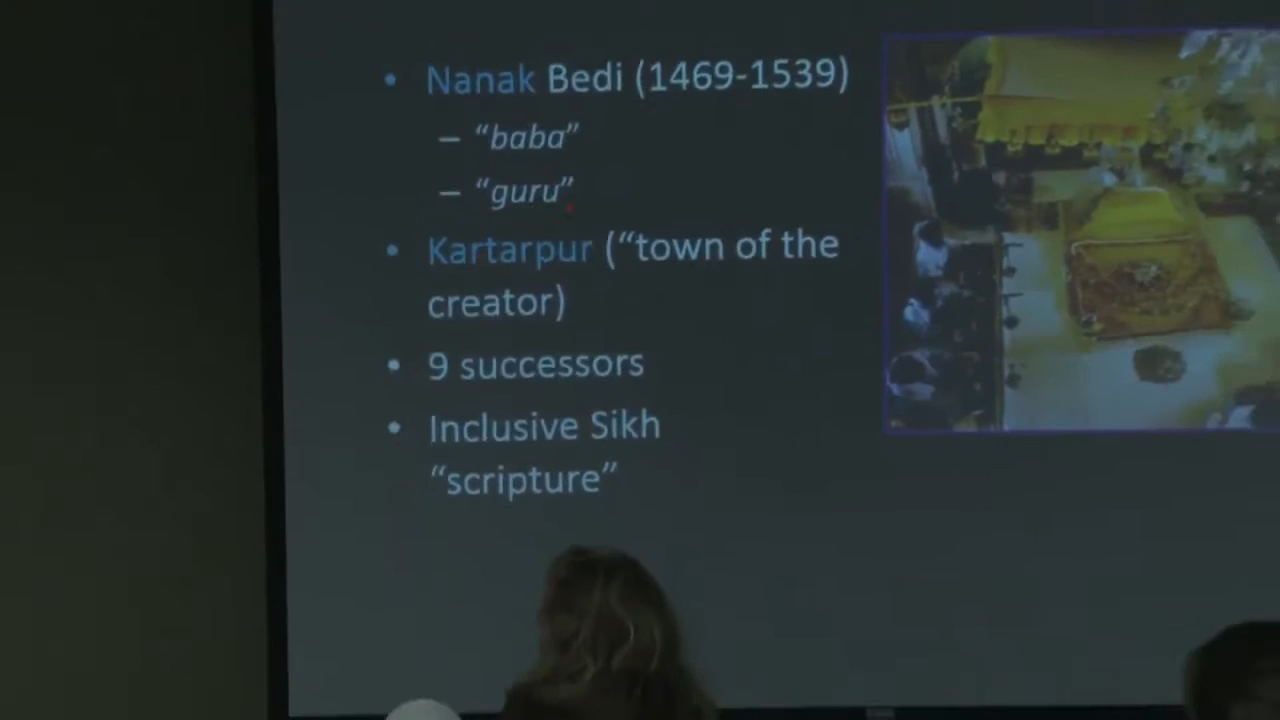 • Nanak Bedi (1469-1539)
– “baba”
– “guru”
• Kartarpur (“town of the
creator)
• 9 successors
• Inclusive Sikh
“scripture”